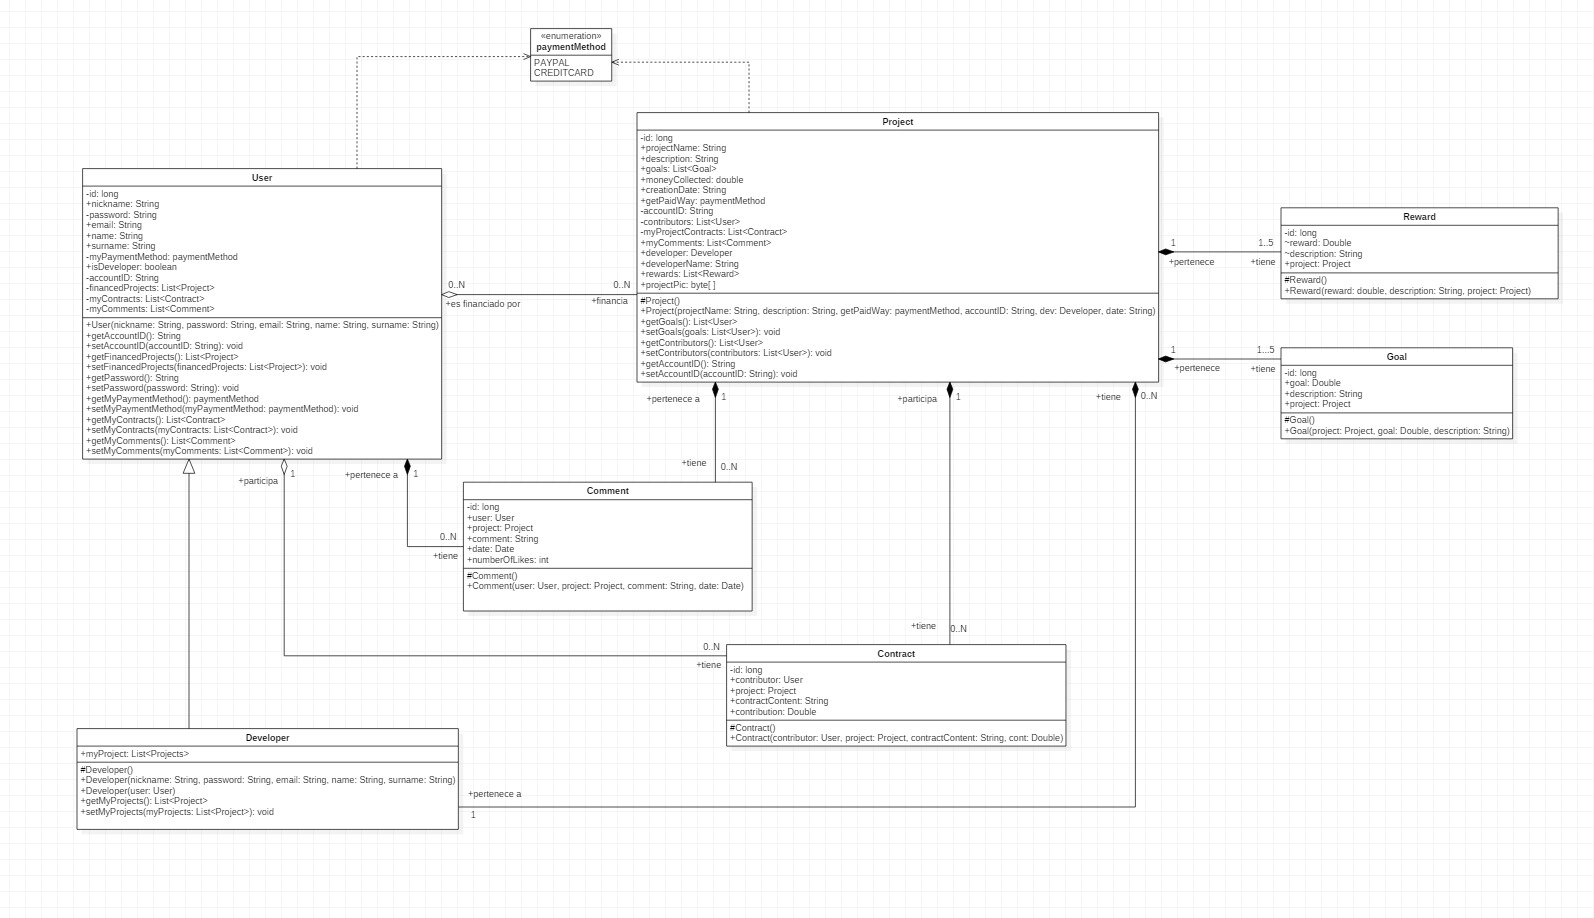 «enumeration»
paymentMethod
PAYPAL
CREDITCARD
Project
-id: long
+projectName: String
+description: String
+goals: List<Goal>
+moneyCollected: double
+creationDate: String
+getPaidWay: paymentMethod
-accountID: String
-contributors: List<User>
-myProjectContracts: List<Contract>
+myComments: List<Comment>
+developer: Developer
+developerName: String
+rewards: List<Reward>
+projectPic: byte[ ]
#Project()
+Project(projectName: String, description: String, getPaidWay: paymentMethod, accountID: String, dev: Developer, date: String)
+getGoals(): List<User>
+setGoals(goals: List<User>): void
+getContributors(): List<User>
+setContributors(contributors: List<User>): void
+getAccountID(): String
+setAccountID(accountID: String): void
User
-id: long
+nickname: String
-password: String
+email: String
+name: String
+surname: String
-myPaymentMethod: paymentMethod
+isDeveloper: boolean
-accountID: String
-financedProjects: List<Project>
-myContracts: List<Contract>
-myComments: List<Comment>
+User(nickname: String, password: String, email: String, name: String, surname: String)
+getAccountID(): String
+setAccountID(accountID: String): void
+getFinancedProjects(): List<Project>
+setFinancedProjects(financedProjects: List<Project>): void
+getPassword(): String
+setPassword(password: String): void
+getMyPaymentMethod(): paymentMethod
+setMyPaymentMethod(myPaymentMethod: paymentMethod): void
+getMyContracts(): List<Contract>
+setMyContracts(myContracts: List<Contract>): void
+getMyComments(): List<Comment>
+setMyComments(myComments: List<Comment>): void
0..N
+es financiado por
0..N
+financia
1
+pertenece
1..5
+tiene
Reward
-id: long
~reward: Double
~description: String
+project: Project
#Reward()
+Reward(reward: double, description: String, project: Project)
1
+pertenece
1...5
+tiene
Goal
-id: long
+goal: Double
+description: String
+project: Project
#Goal()
+Goal(project: Project, goal: Double, description: String)
+pertenece a
1
+participa
1
+tiene
0..N
+tiene
0..N
+participa
1
+pertenece a
1
0..N
+tiene
Comment
-id: long
+user: User
+project: Project
+comment: String
+date: Date
+numberOfLikes: int
#Comment()
+Comment(user: User, project: Project, comment: String, date: Date)
+tiene
0..N
0..N
+tiene
Contract
-id: long
+contributor: User
+project: Project
+contractContent: String
+contribution: Double
#Contract()
+Contract(contributor: User, project: Project, contractContent: String, cont: Double)
Developer
+myProject: List<Projects>
#Developer()
+Developer(nickname: String, password: String, email: String, name: String, surname: String)
+Developer(user: User)
+getMyProjects(): List<Project>
+setMyProjects(myProjects: List<Project>): void
+pertenece a
1